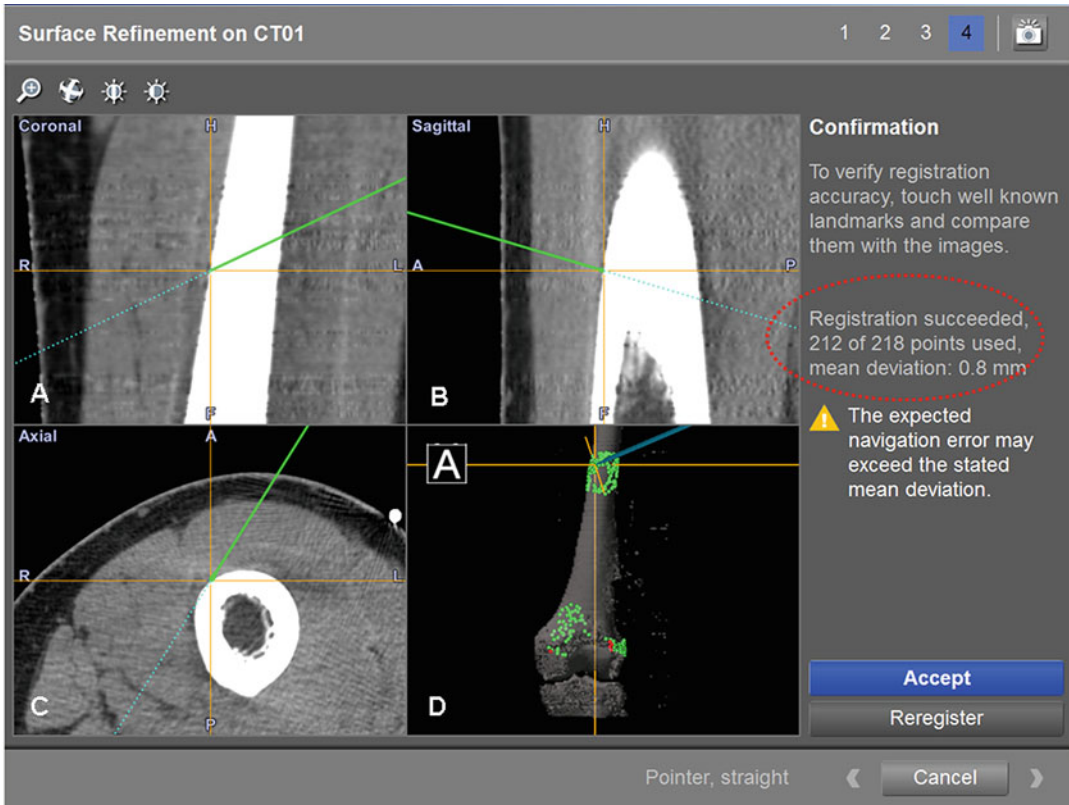 Surface Refinement on CT01
1 2 3 4
Coronal
H
R
L
F
A
Sagittal
H
A
P
F
B
Axial
A
R
L
P
C
A
D
Confirmation
To verify registration
accuracy, touch well known
landmarks and compare
them with the images.
Registration succeeded,
212 of 218 points used,
mean deviation: 0.8 mm
The expected
navigation error may
exceed the stated
mean deviation.
Accept
Reregister
Pointer, straight
Cancel